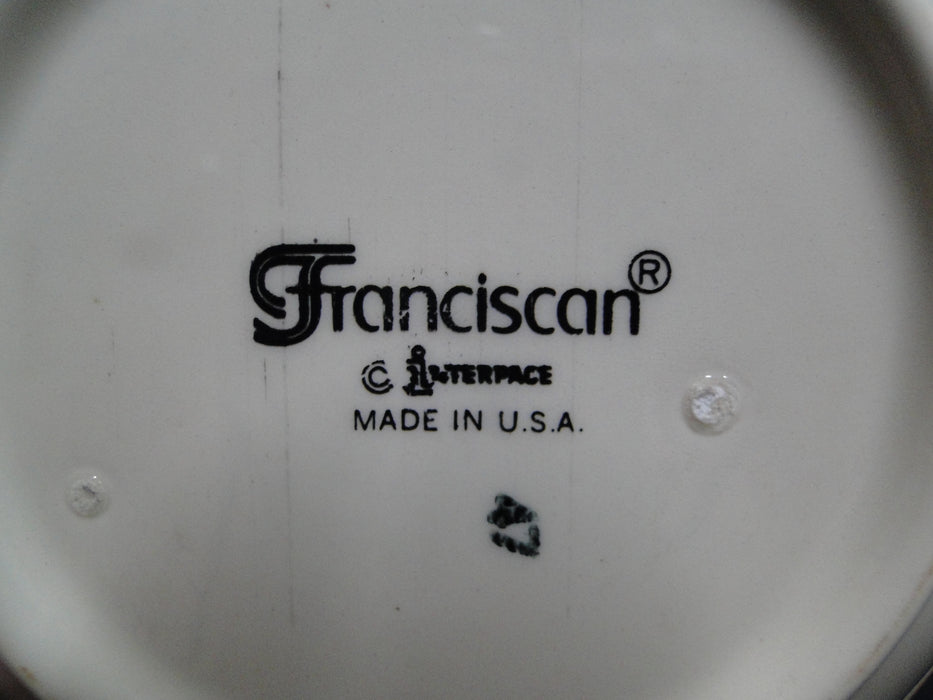 Franciscan®
© INTERPACE
MADE IN U.S.A.